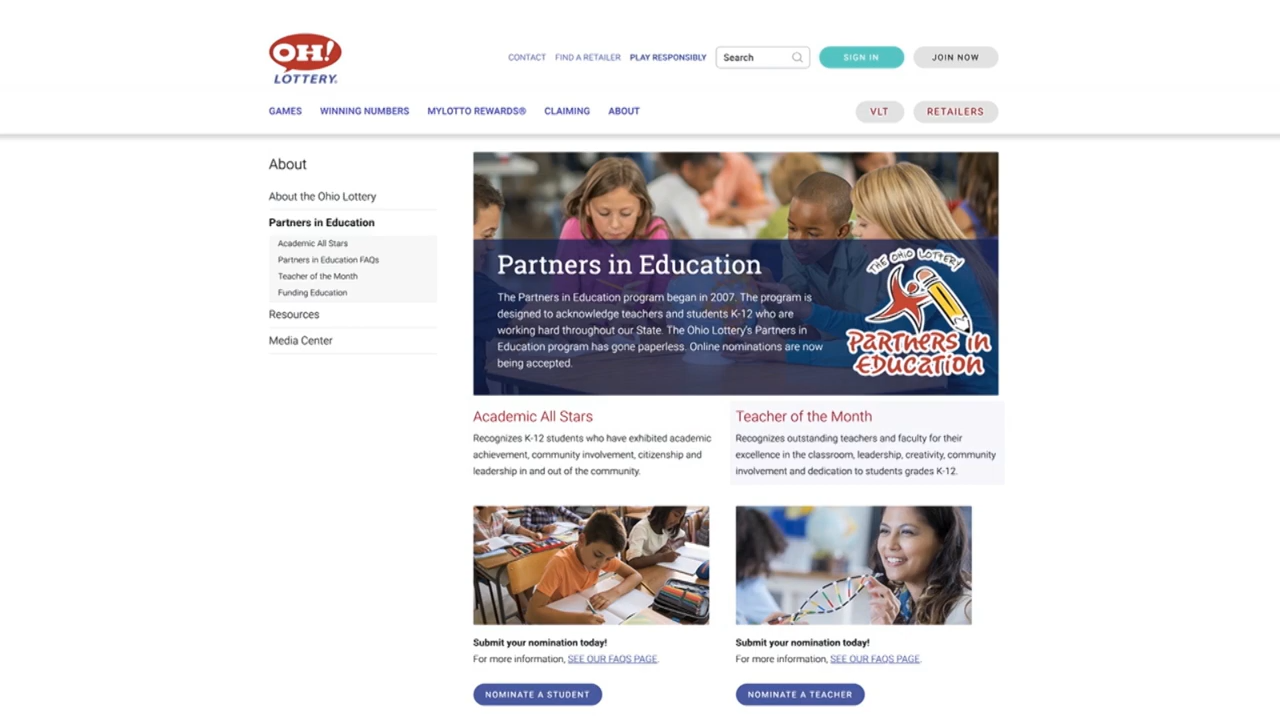 OH!
LOTTERY.
CONTACT
FIND A RETAILER
PLAY RESPONSIBLY
Search
SIGN IN
JOIN NOW
GAMES
WINNING NUMBERS
MYLOTTO REWARDS®
CLAIMING
ABOUT
VLT
RETAILERS
About
About the Ohio Lottery
Partners in Education
Academic All Stars
Partners in Education FAQs
Teacher of the Month
Funding Education
Resources
Media Center
Partners in Education
The Partners in Education program began in 2007. The program is
designed to acknowledge teachers and students K-12 who are
working hard throughout our State. The Ohio Lottery's Partners in
Education program has gone paperless. Online nominations are now
being accepted.
THE OHIO LOTTERY
PARTNERS in
EDUCATION
Academic All Stars
Recognizes K-12 students who have exhibited academic
achievement, community involvement, citizenship and
leadership in and out of the community.
Teacher of the Month
Recognizes outstanding teachers and faculty for their
excellence in the classroom, leadership, creativity, community
involvement and dedication to students grades K-12.
Submit your nomination today!
For more information, SEE OUR FAQS PAGE.
NOMINATE A STUDENT
Submit your nomination today!
For more information, SEE OUR FAQS PAGE.
NOMINATE A TEACHER